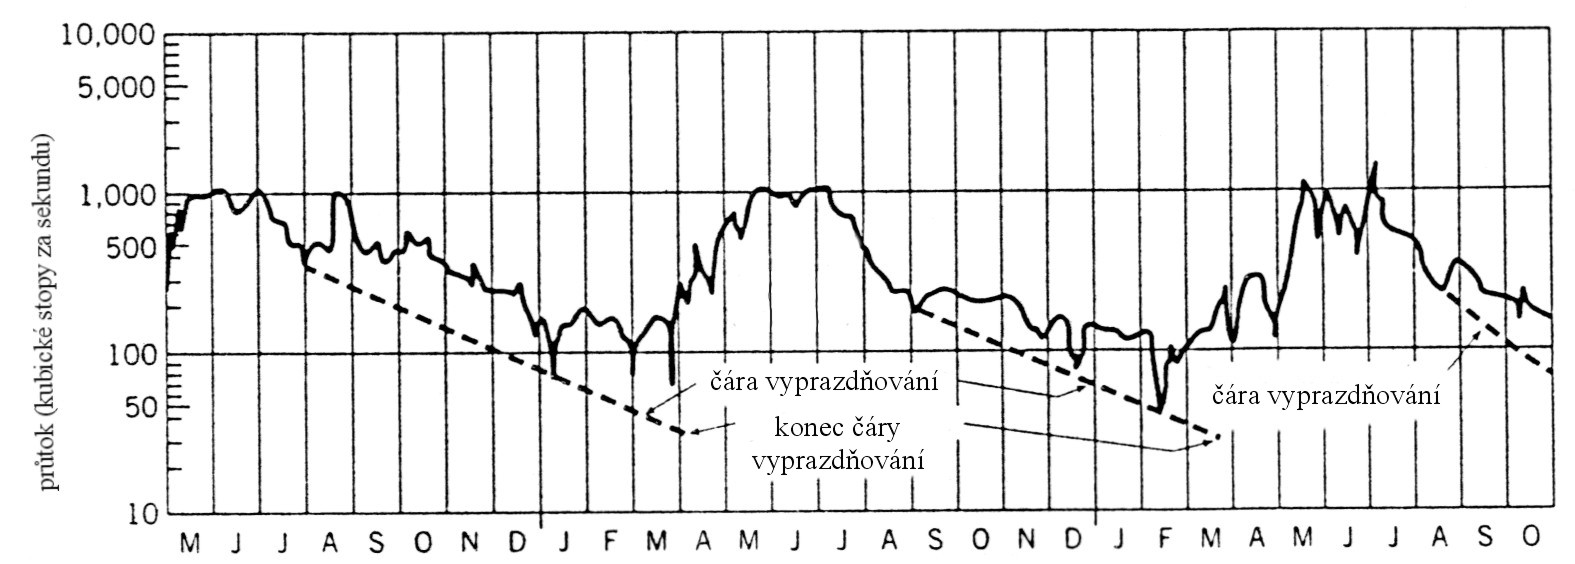 10,000
5,000
1,000
500
100
50
10
průtok (kubické stopy za sekundu)
čára vyprazdňování
konec čáry
vyprazdňování
čára vyprazdňování
M J J A S O N D J F M A M J J A S O N D J F M A M J J A S O